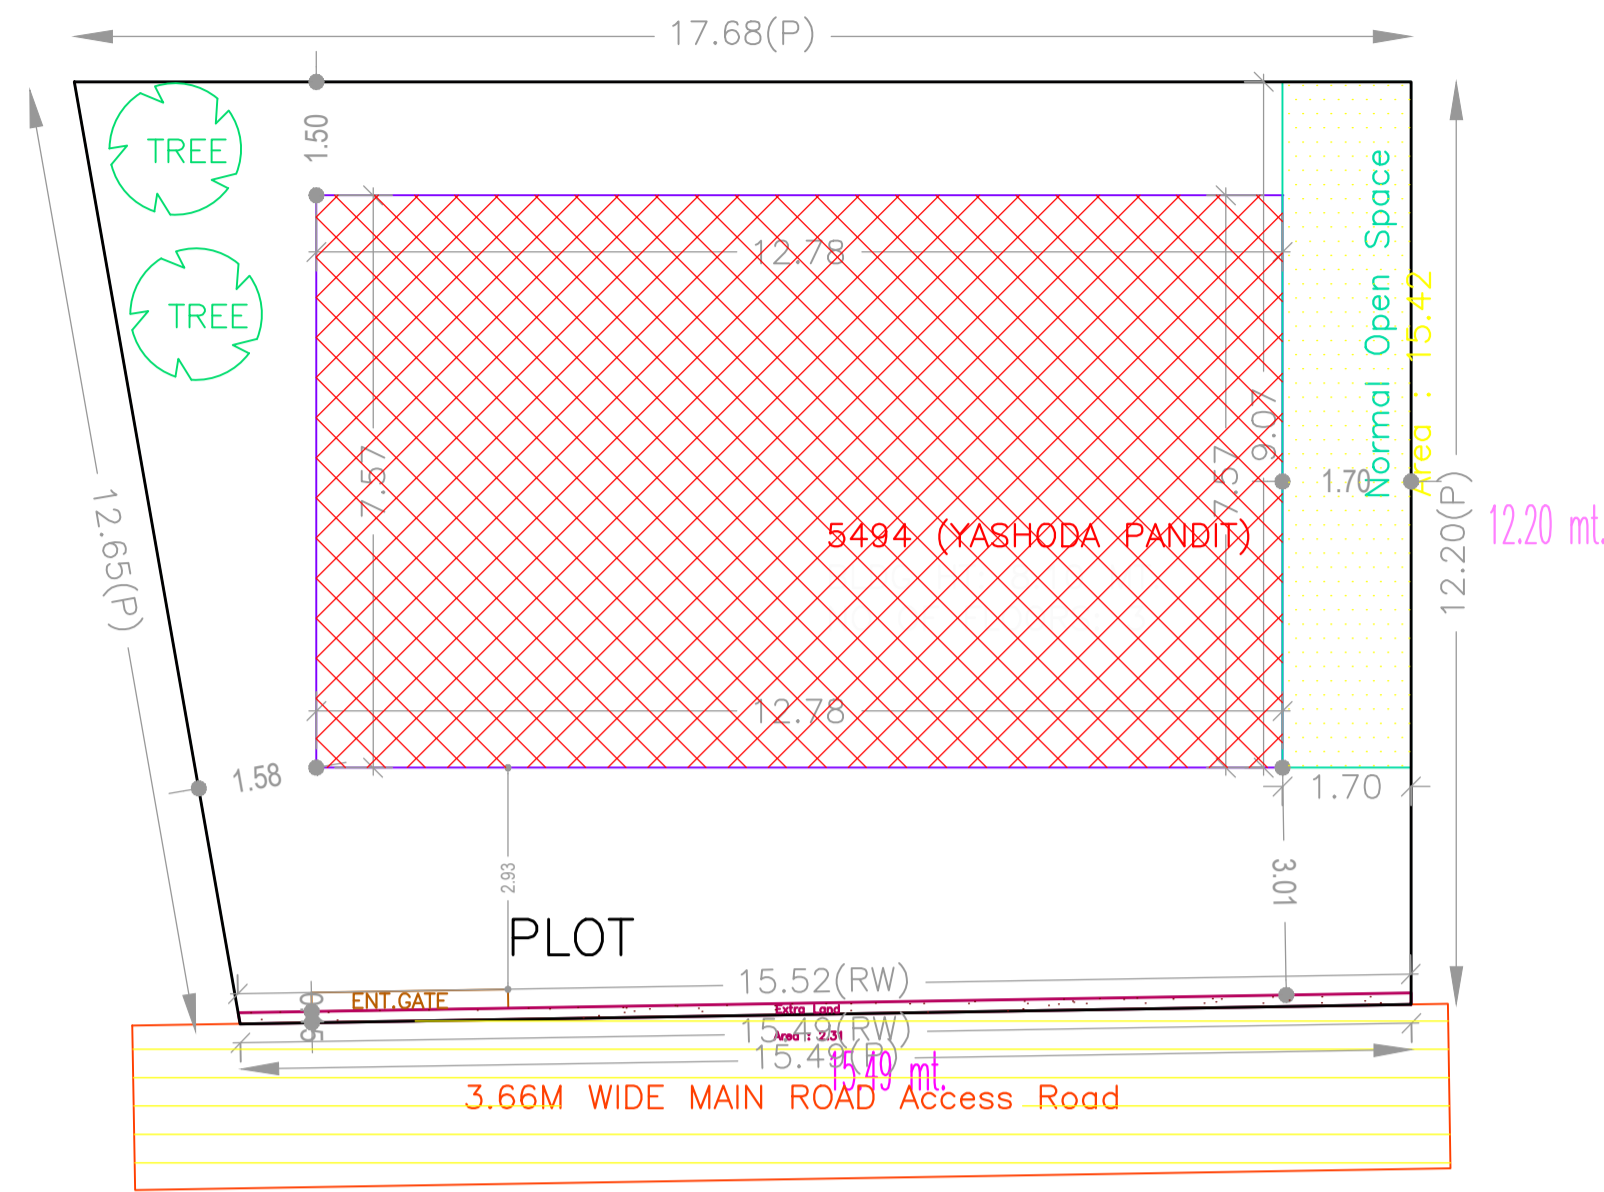 17.68(P)
1.50
TREE
TREE
12.78
Normal Open Space
Area : 15.42
7.57
9.07
7.57
1.70
12.20(P)
12.20 mt.
12.65(P)
5494 (YASHODA PANDIT)
12.78
1.58
1.70
2.93
3.01
PLOT
15.52(RW)
ENT.GATE
Extra Land
Area : 2.31
15.49(RW)
15.49(P)
15.49 mt.
3.66M WIDE MAIN ROAD Access Road